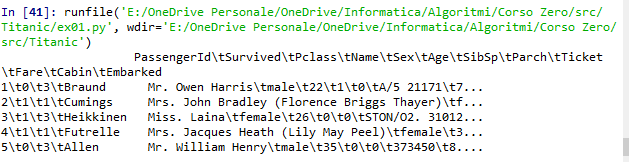 In [41]: runfile('E:/OneDrive Personale/OneDrive/Informatica/Algoritmi/Corso Zero/src/
Titanic/ex01.py', wdir='E:/OneDrive Personale/OneDrive/Informatica/Algoritmi/Corso Zero/
src/Titanic')
PassengerId\tSurvived\tPclass\tName\tSex\tAge\tSibSp\tParch\tTicket
\tFare\tCabin\tEmbarked
1\t0\t3\tBraund Mr. Owen Harris\tmale\t22\t1\t0\tA/5 21171\t7...
2\t1\t1\tCumings Mrs. John Bradley (Florence Briggs Thayer)\tf...
3\t1\t3\tHeikkinen Miss. Laina\tfemale\t26\t0\t0\tSTON/O2. 31012...
4\t1\t1\tFutrelle Mrs. Jacques Heath (Lily May Peel)\tfemale\t3...
5\t0\t3\tAllen Mr. William Henry\tmale\t35\t0\t0\t373450\t8....